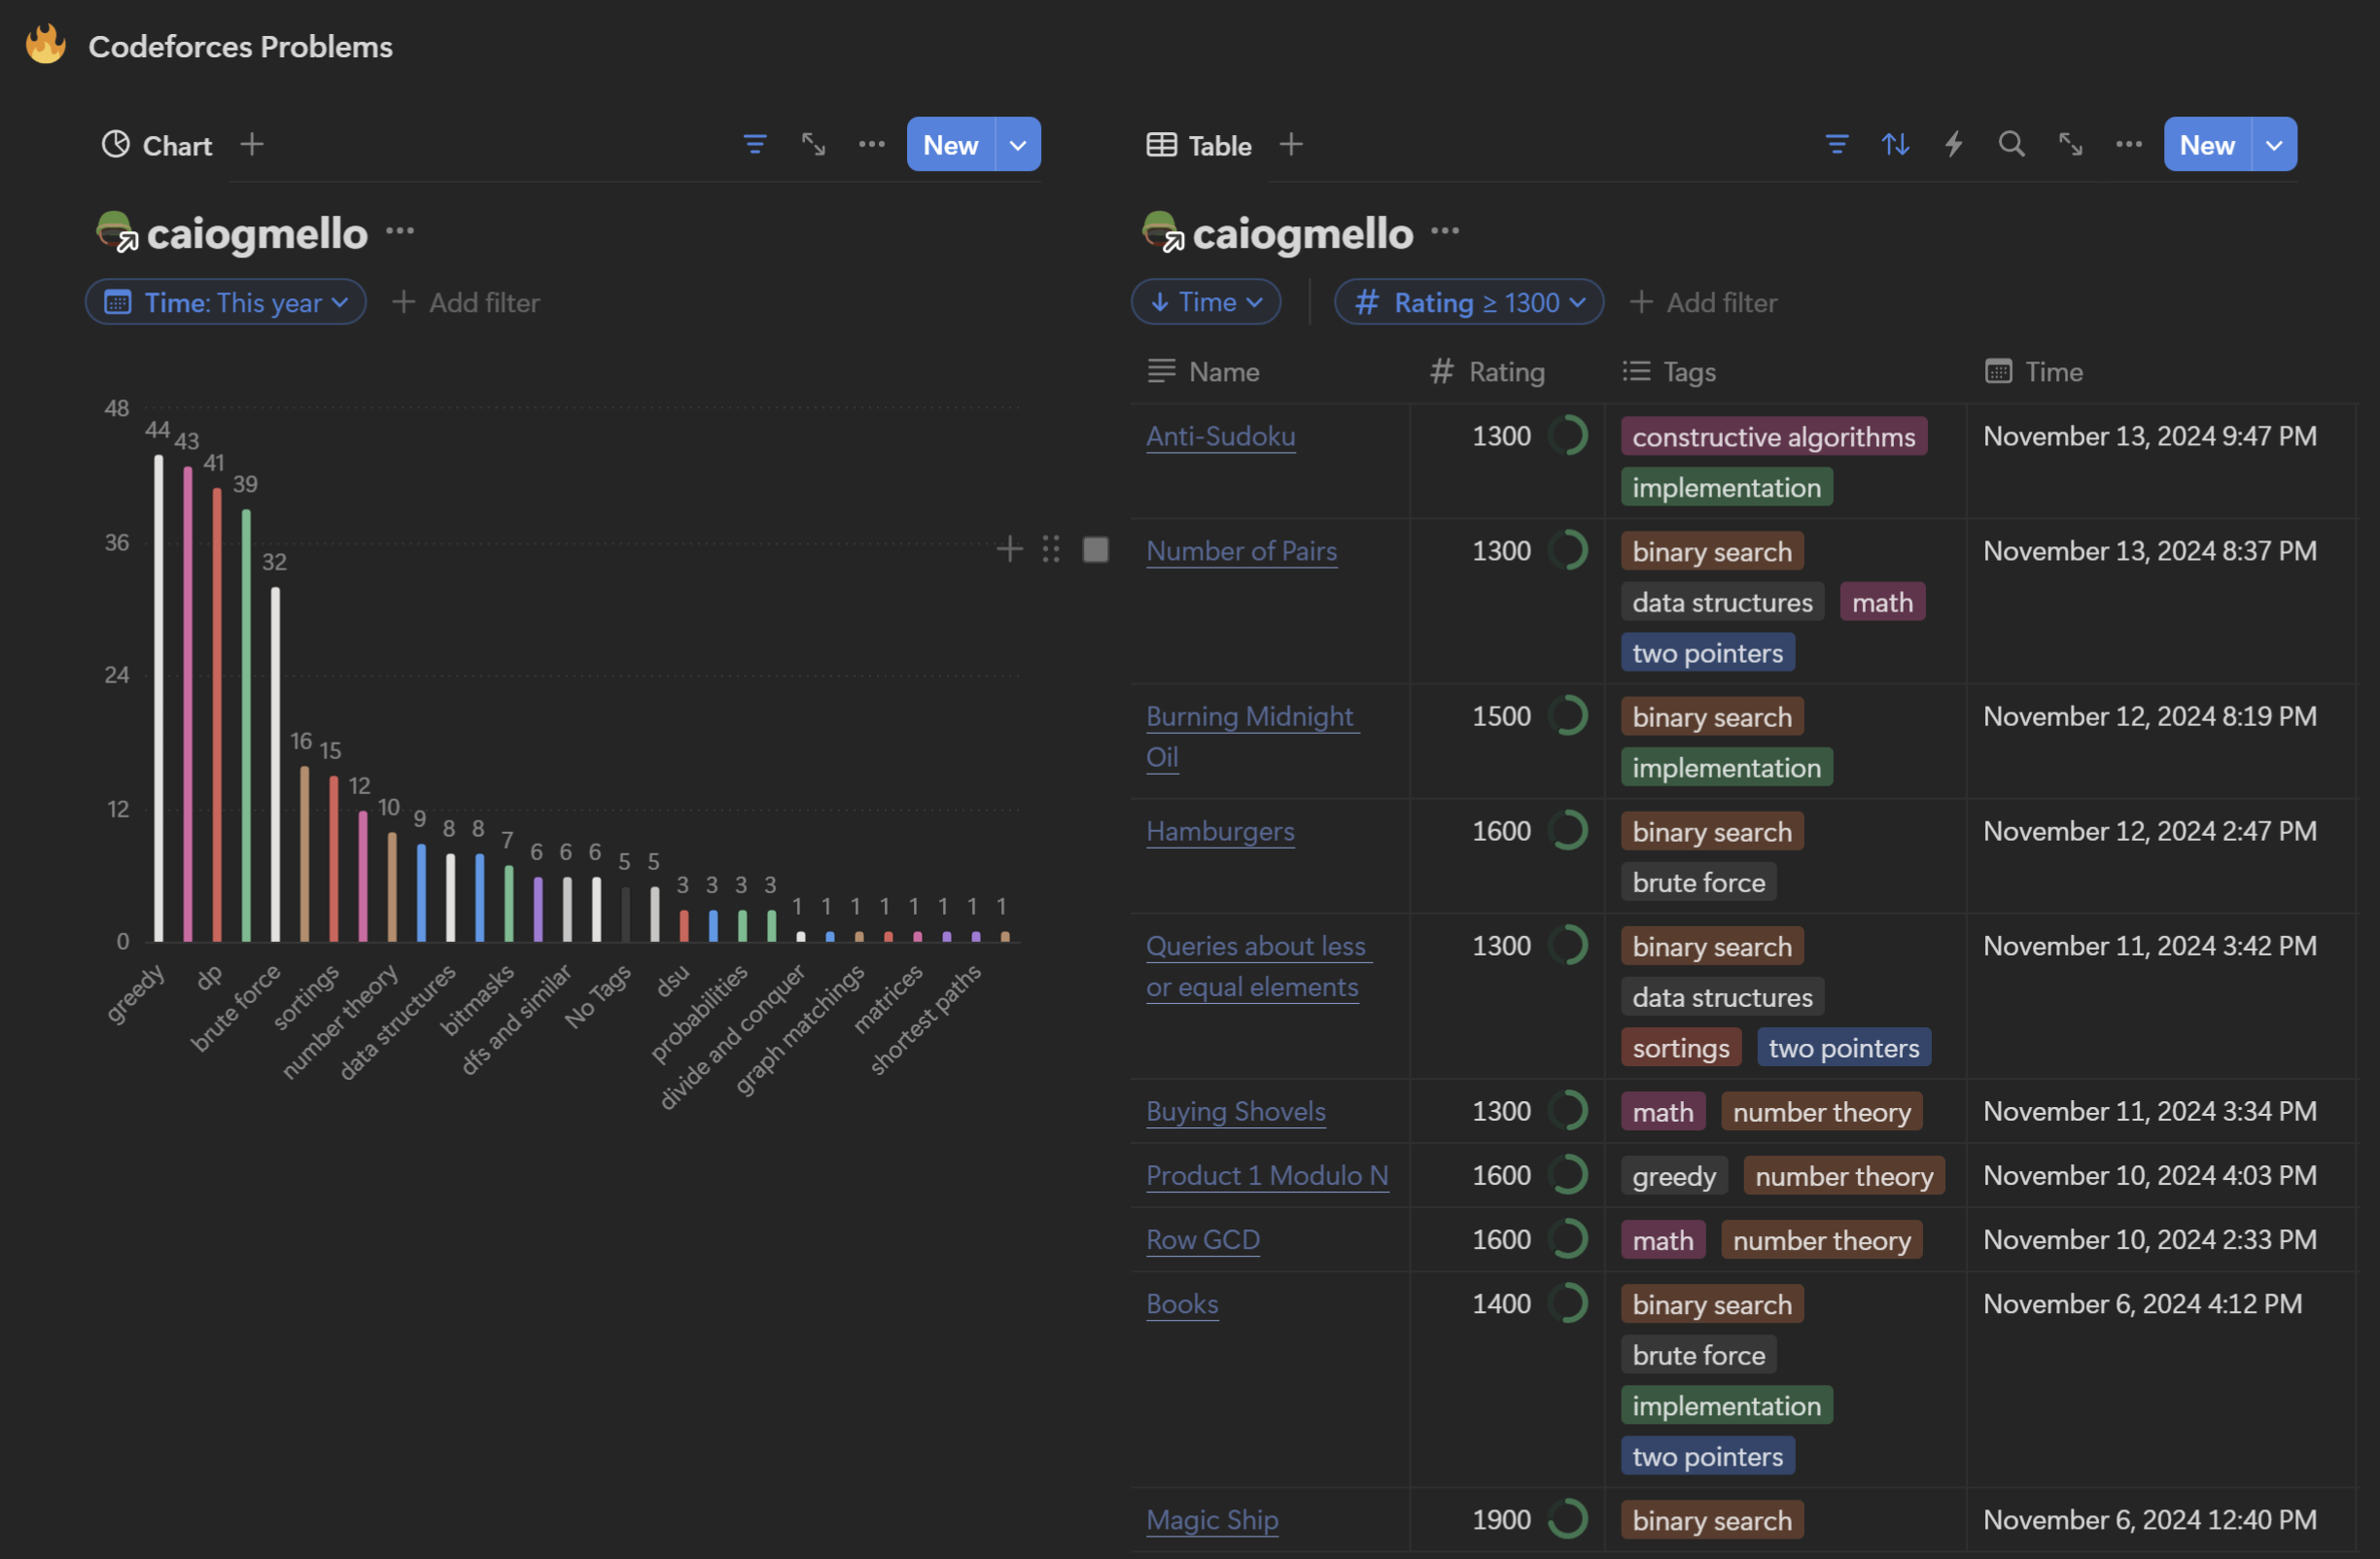 Codeforces Problems
Chart
New
caiogmello
Time: This year
Add filter
48
36
24
12
0
44
43
41
39
32
16
15
12
10
9
8
8
7
6
6
6
5
5
3
3
3
3
1
1
1
1
1
1
1
1
greedy
dp
brute force
sortings
number theory
data structures
bitmasks
dfs and similar
No Tags
dsu
probabilities
divide and conquer
graph matchings
matrices
shortest paths
Table
New
caiogmello
Time
Rating ≥ 1300
Add filter
Name # Rating Tags Time
Anti-Sudoku 1300 constructive algorithms November 13, 2024 9:47 PM
implementation
Number of Pairs 1300 binary search November 13, 2024 8:37 PM
data structures math
two pointers
Burning Midnight 1500 binary search November 12, 2024 8:19 PM
Oil implementation
Hamburgers 1600 binary search November 12, 2024 2:47 PM
brute force
Queries about less 1300 binary search November 11, 2024 3:42 PM
or equal elements data structures
sortings two pointers
Buying Shovels 1300 math number theory November 11, 2024 3:34 PM
Product 1 Modulo N 1600 greedy number theory November 10, 2024 4:03 PM
Row GCD 1600 math number theory November 10, 2024 2:33 PM
Books 1400 binary search November 6, 2024 4:12 PM
brute force
implementation
two pointers
Magic Ship 1900 binary search November 6, 2024 12:40 PM